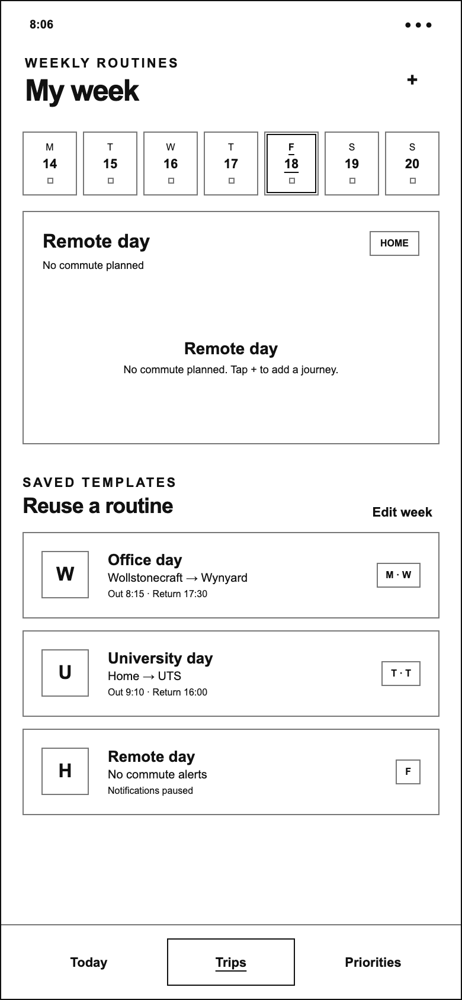 8:06
WEEKLY ROUTINES
My week
+
M T W T F S S
14 15 16 17 18 19 20
Remote day
HOME
No commute planned
Remote day
No commute planned. Tap + to add a journey.
SAVED TEMPLATES
Reuse a routine
Edit week
W
Office day
Wollstonecraft → Wynyard
Out 8:15 · Return 17:30
M · W
U
University day
Home → UTS
Out 9:10 · Return 16:00
T · T
H
Remote day
No commute alerts
Notifications paused
F
Today Trips Priorities